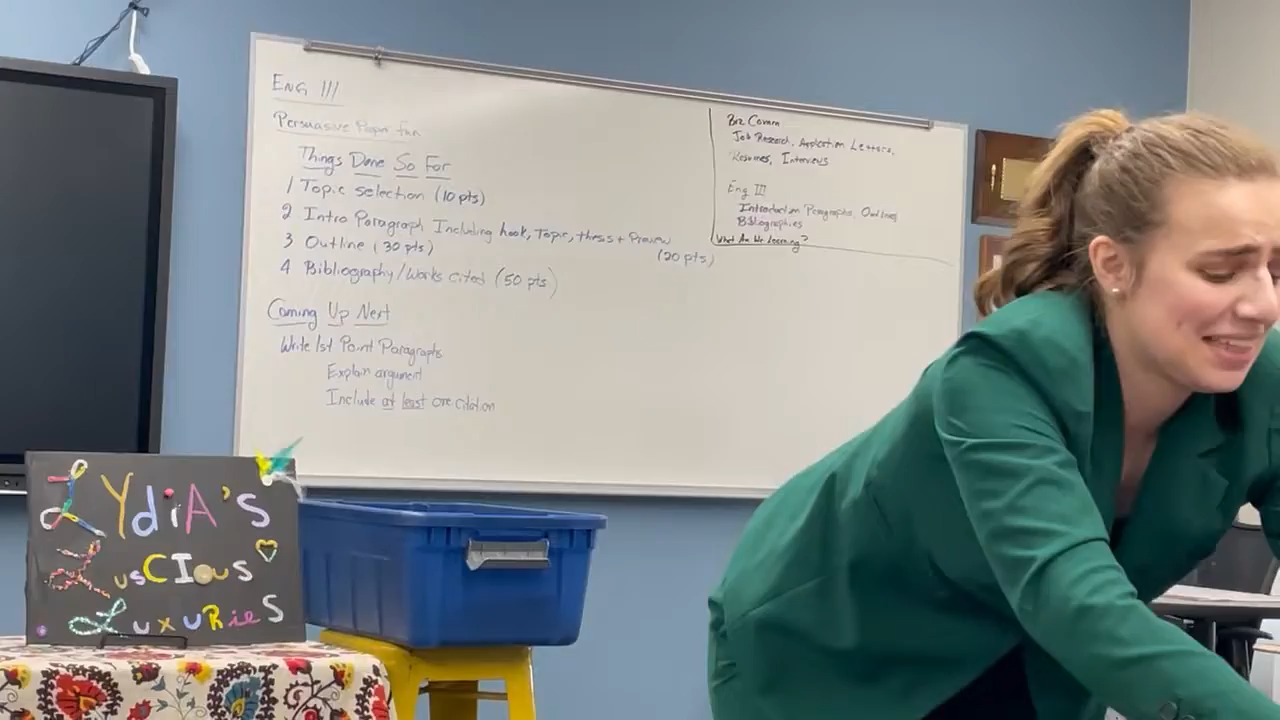 ENG III
Persuasive Paper Fun
Things Done So Far
1 Topic selection (10 pts)
2 Intro Paragraph Including hook, Topic, thesis + Preview
(20 pts)
3 Outline (30 pts)
4 Bibliography/Works cited (50 pts)
Coming Up Next
Write 1st Point Paragraphs
Explain argument
Include at least one citation
Biz Comm
Job Research, Application Letters,
Resumes, Interviews
Eng III
Introduction Paragraphs, Outlines
Bibliographies
What Are We Learning?
LYdiA's
LusCIous
LuxuRieS